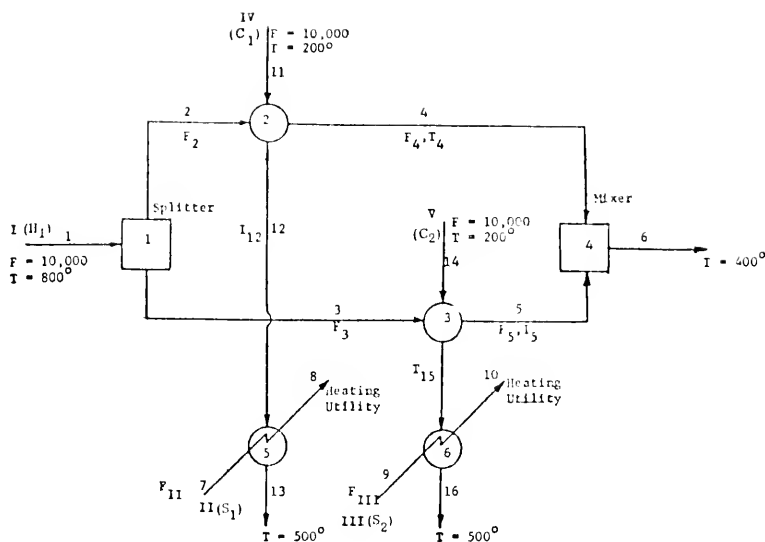 IV
(C1) F = 10,000
T = 200°
11
2
F2
2
4
F4, T4
Splitter
I (H1)
1
1
F = 10,000
T = 800°
12
V
(C2) F = 10,000
T = 200°
14
Mixer
4
6
T = 400°
3
F3
3
5
F5, T5
T15
8
Heating
Utility
10
Heating
Utility
5
6
FII
7
II(S1)
13
T = 500°
FIII
9
III(S2)
16
T = 500°